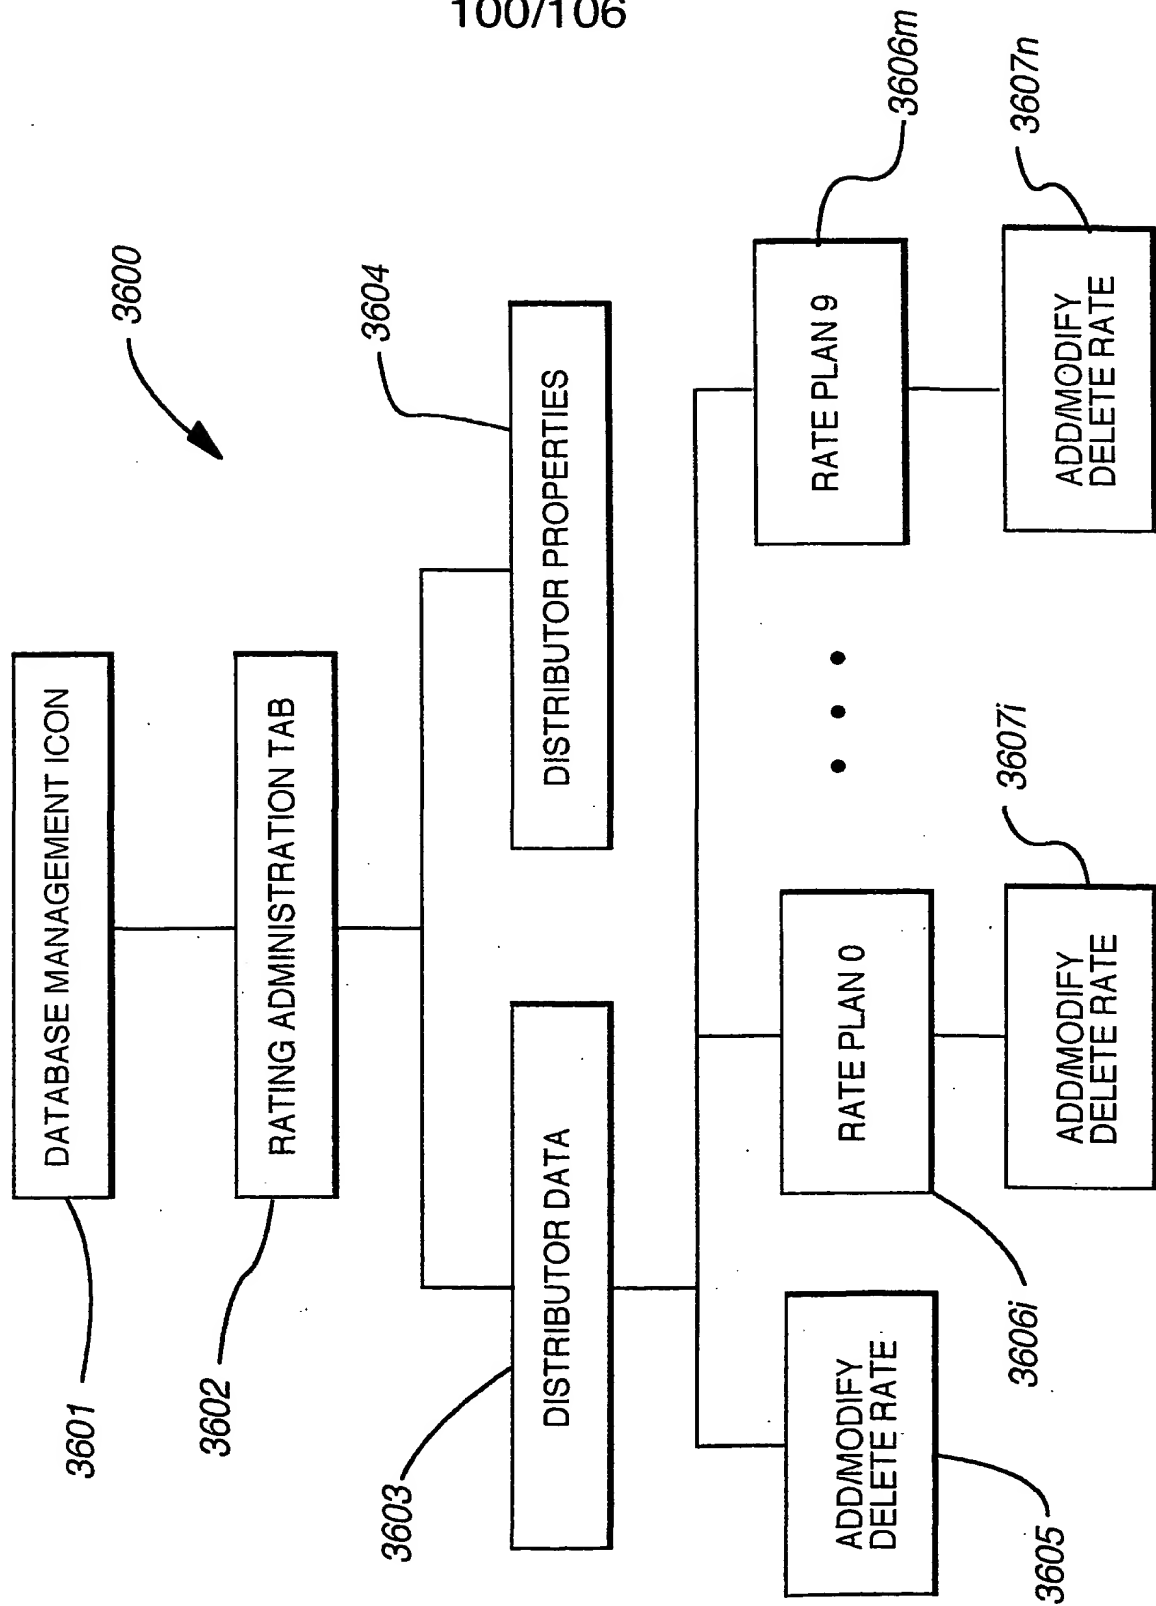 100/106
3600
3601
DATABASE MANAGEMENT ICON
3602
RATING ADMINISTRATION TAB
3603
DISTRIBUTOR DATA
3604
DISTRIBUTOR PROPERTIES
3605
ADD/MODIFY
DELETE RATE
3606i
RATE PLAN 0
3606m
RATE PLAN 9
3607i
ADD/MODIFY
DELETE RATE
3607n
ADD/MODIFY
DELETE RATE